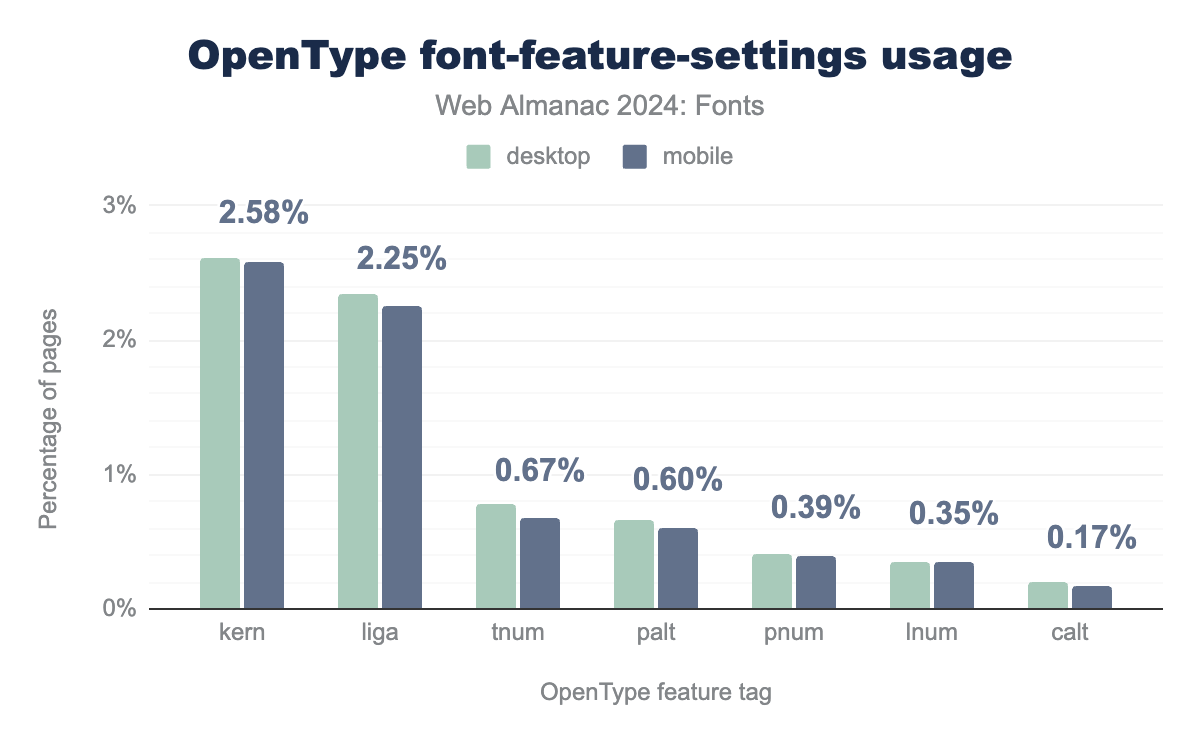 OpenType font-feature-settings usage
Web Almanac 2024: Fonts
desktop mobile
Percentage of pages
3%
2%
1%
0%
2.58%
2.25%
0.67%
0.60%
0.39%
0.35%
0.17%
kern liga tnum palt pnum lnum calt
OpenType feature tag